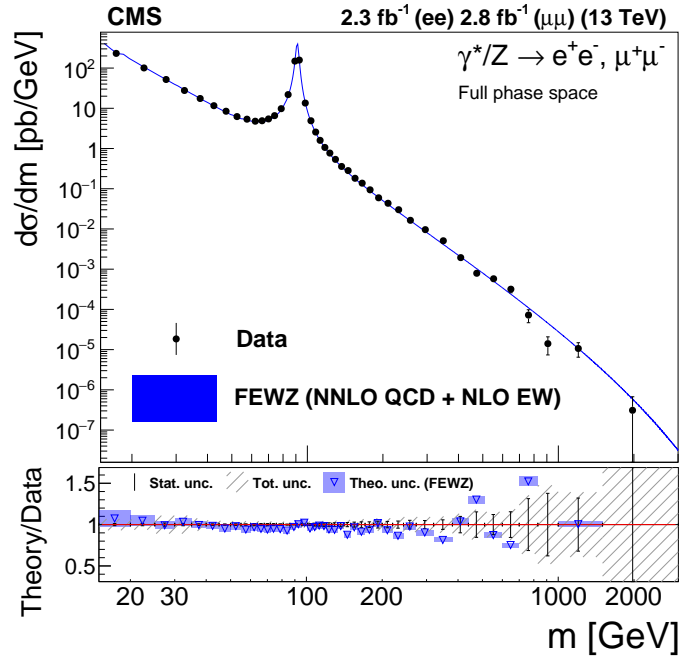 CMS 2.3 fb⁻¹ (ee) 2.8 fb⁻¹ (μμ) (13 TeV)
γ*/Z → e⁺e⁻, μ⁺μ⁻
Full phase space
dσ/dm [pb/GeV]
10²
10
1
10⁻¹
10⁻²
10⁻³
10⁻⁴
10⁻⁵
10⁻⁶
10⁻⁷
Data
FEWZ (NNLO QCD + NLO EW)
Theory/Data
1.5
1
0.5
Stat. unc. Tot. unc. Theo. unc. (FEWZ)
20 30 100 200 1000 2000
m [GeV]